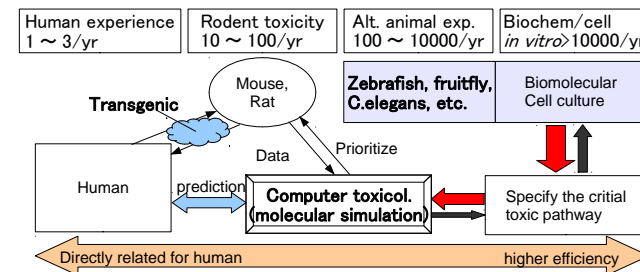 Human experience
1 ～ 3/yr
Rodent toxicity
10 ～ 100/yr
Alt. animal exp.
100 ～ 10000/yr
Biochem/cell
in vitro>10000/yr
Transgenic
Mouse,
Rat
Zebrafish, fruitfly,
C.elegans, etc.
Biomolecular
Cell culture
Data
Prioritize
Human
prediction
Computer toxicol.
(molecular simulation)
Specify the critial
toxic pathway
Directly related for human
higher efficiency